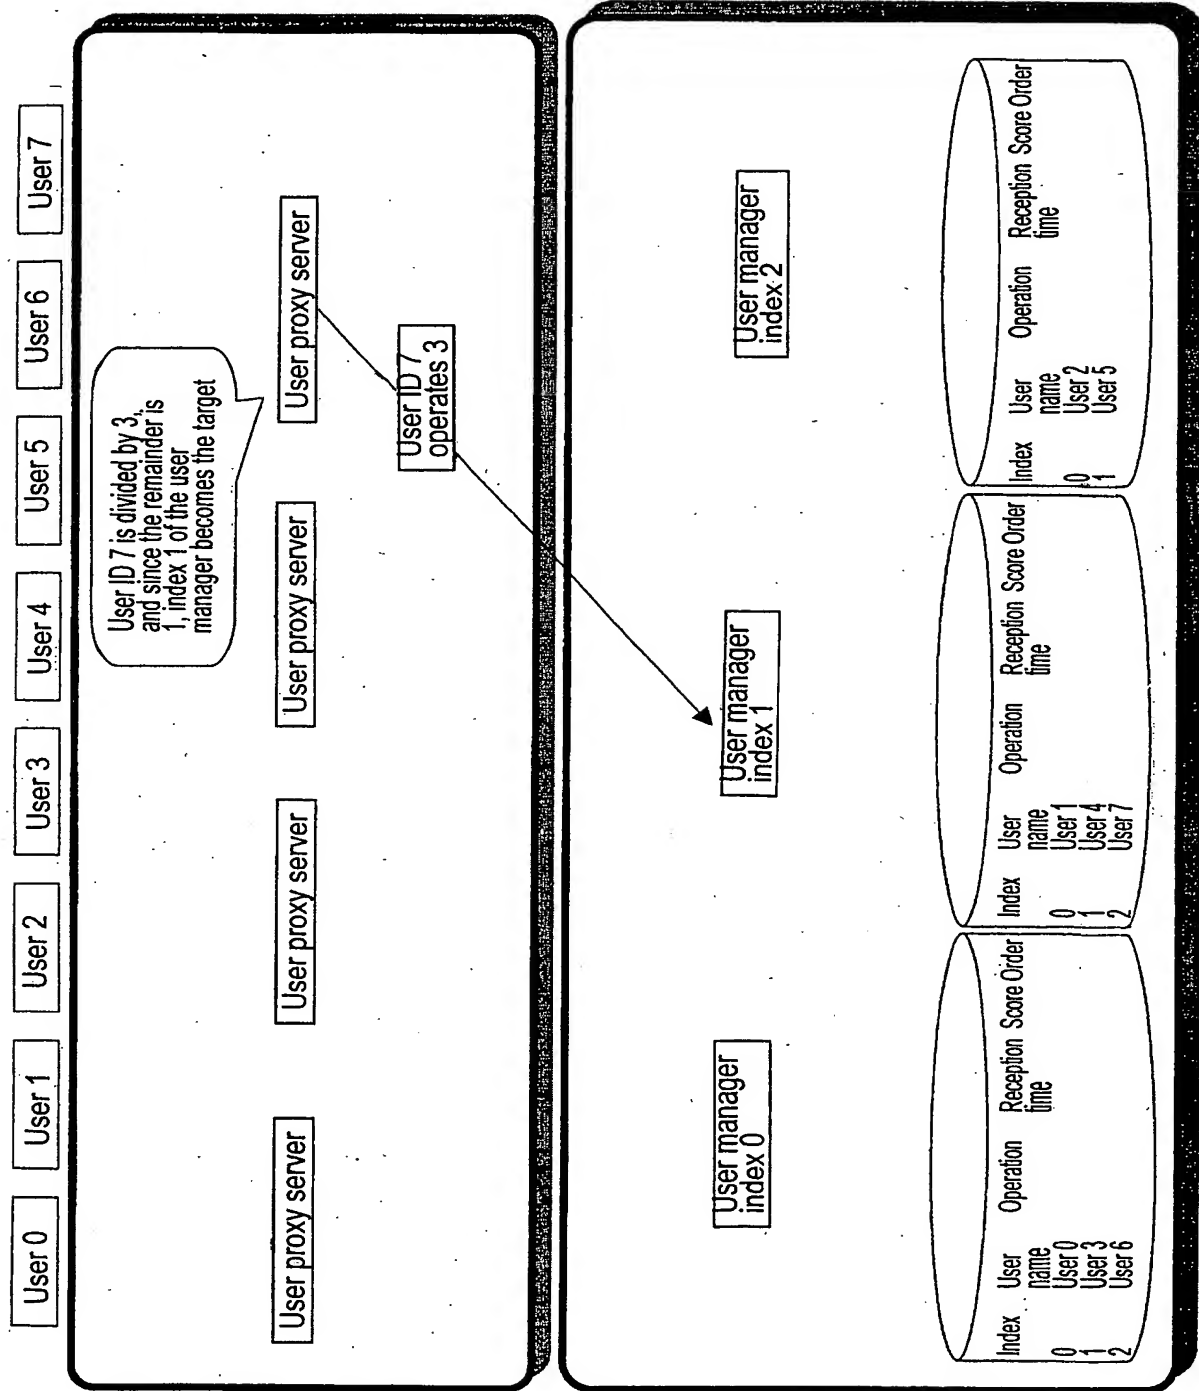 User 0
User 1
User 2
User 3
User 4
User 5
User 6
User 7
User ID 7 is divided by 3,
and since the remainder is
1, index 1 of the user
manager becomes the target
User proxy server
User proxy server
User proxy server
User proxy server
User ID 7
operates 3
User manager
index 0
User manager
index 1
User manager
index 2
Index User name Operation Reception time Score Order
0 User 0
1 User 3
2 User 6
Index User name Operation Reception time Score Order
0 User 1
1 User 4
2 User 7
Index User name Operation Reception time Score Order
0 User 2
1 User 5